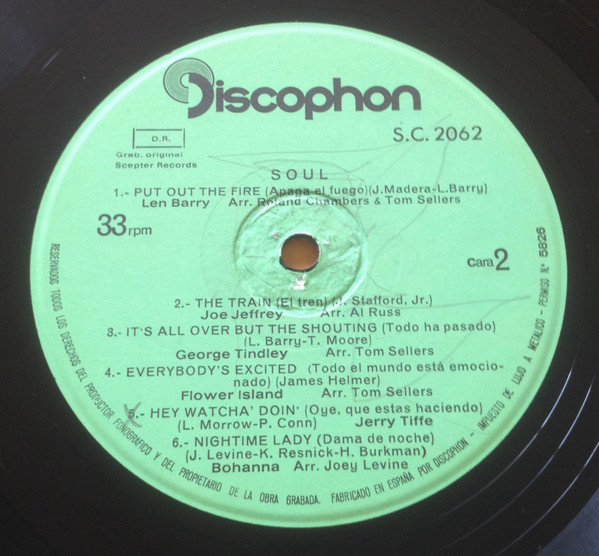 Discophon
D.R.
S.C. 2062
Grab. original
Scepter Records
SOUL
1.- PUT OUT THE FIRE (Apaga el fuego)(J.Madera-L.Barry)
Len Barry Arr. Roland Chambers & Tom Sellers
33 rpm
cara 2
2.- THE TRAIN (El tren) (J. Stafford, Jr.)
Joe Jeffrey Arr. Al Russ
3.- IT'S ALL OVER BUT THE SHOUTING (Todo ha pasado)
(L. Barry-T. Moore)
George Tindley Arr. Tom Sellers
4.- EVERYBODY'S EXCITED (Todo el mundo está emocio-
nado) (James Helmer)
Flower Island Arr. Tom Sellers
5.- HEY WATCHA' DOIN' (Oye, que estas haciendo)
(L. Morrow-P. Conn) Jerry Tiffe
6.- NIGHTIME LADY (Dama de noche)
(J. Levine-K. Resnick-H. Burkman)
Bohanna Arr. Joey Levine
RESERVADOS TODOS LOS DERECHOS DEL PRODUCTOR FONOGRAFICO Y DEL PROPIETARIO DE LA OBRA GRABADA. FABRICADO EN ESPAÑA POR DISCOPHON - IMPUESTO DE LUJO A METALICO - PERMISO N.º 5826